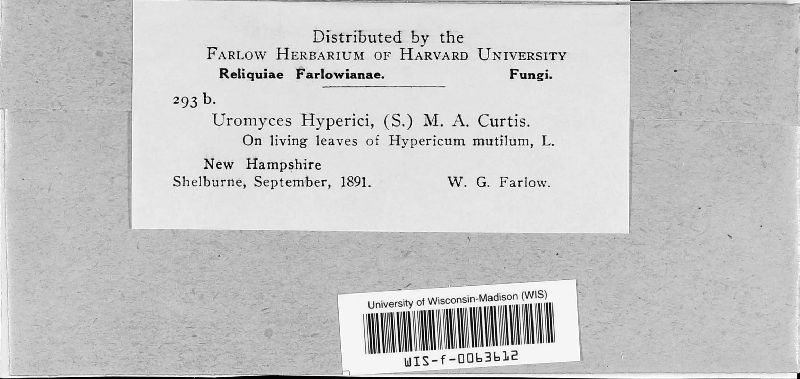 Distributed by the
FARLOW HERBARIUM OF HARVARD UNIVERSITY
Reliquiae Farlowianae. Fungi.
293 b.
Uromyces Hyperici, (S.) M. A. Curtis.
On living leaves of Hypericum mutilum, L.
New Hampshire
Shelburne, September, 1891. W. G. Farlow.
University of Wisconsin-Madison (WIS)
WIS-f-0063612